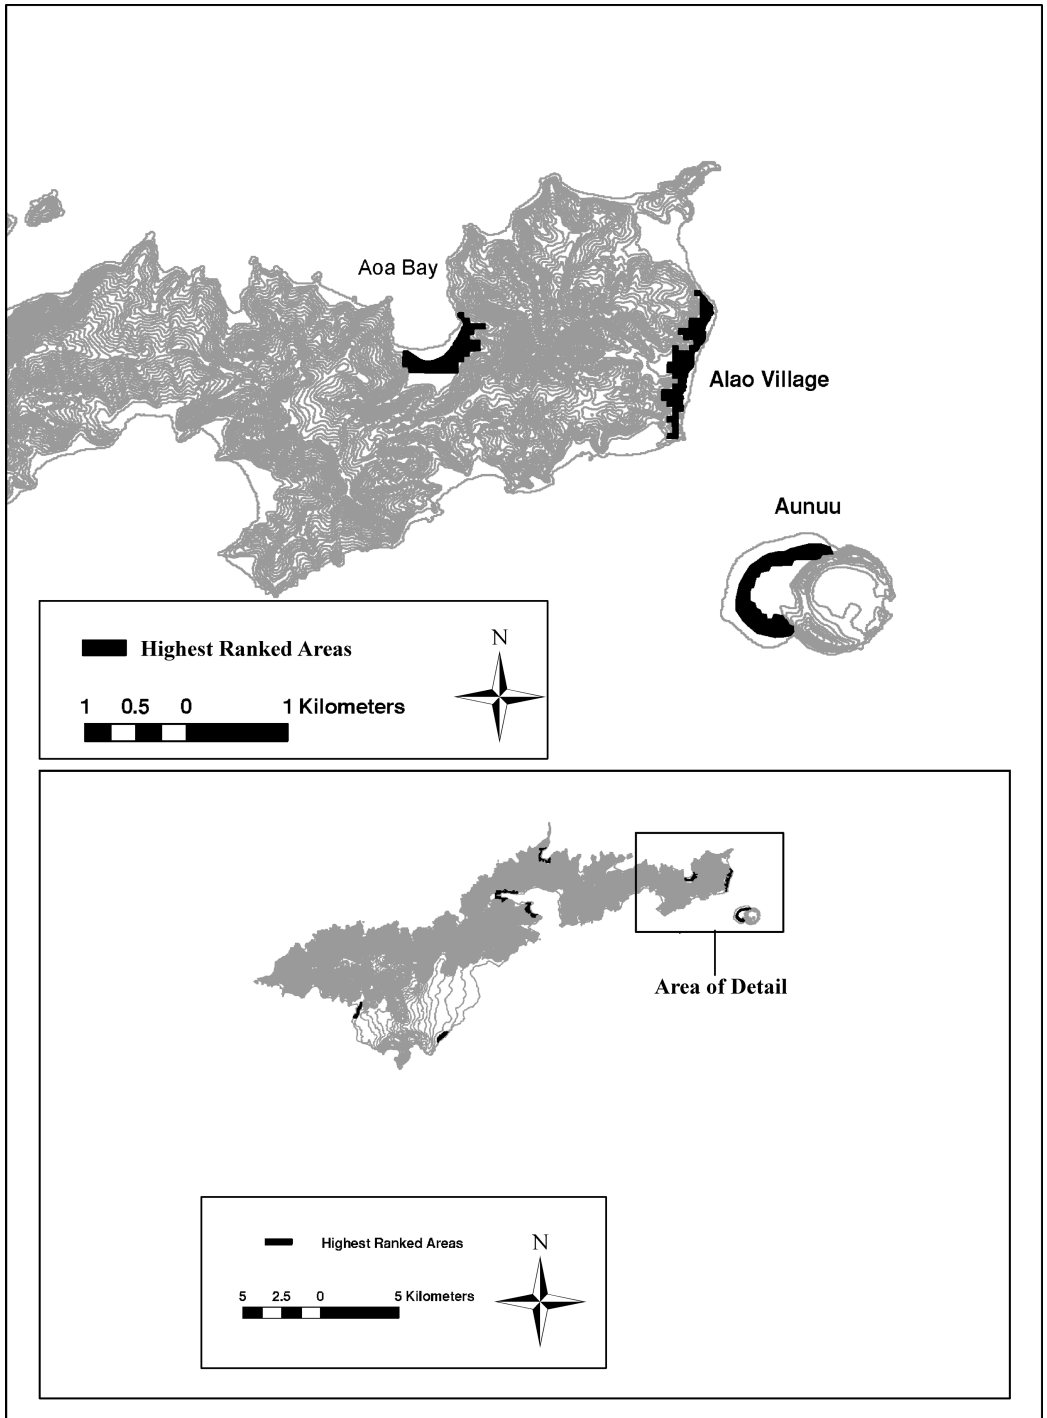 Aoa Bay
Alao Village
Aunuu
Highest Ranked Areas
N
1 0.5 0 1 Kilometers
Area of Detail
Highest Ranked Areas
N
5 2.5 0 5 Kilometers